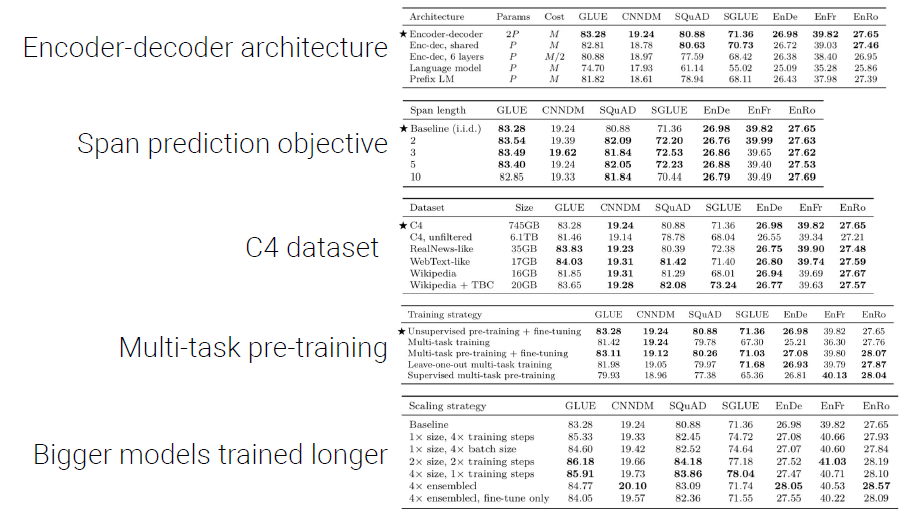 Encoder-decoder architecture
Architecture Params Cost GLUE CNNDM SQuAD SGLUE EnDe EnFr EnRo
★ Encoder-decoder 2P M 83.28 19.24 80.88 71.36 26.98 39.82 27.65
Enc-dec, shared P M 82.81 18.78 80.63 70.73 26.72 39.03 27.46
Enc-dec, 6 layers P M/2 80.88 18.97 77.59 68.42 26.38 38.40 26.95
Language model P M 74.70 17.93 61.14 55.02 25.09 35.28 25.86
Prefix LM P M 81.82 18.61 78.94 68.11 26.43 37.98 27.39
Span prediction objective
Span length GLUE CNNDM SQuAD SGLUE EnDe EnFr EnRo
★ Baseline (i.i.d.) 83.28 19.24 80.88 71.36 26.98 39.82 27.65
2 83.54 19.39 82.09 72.20 26.76 39.99 27.63
3 83.49 19.62 81.84 72.53 26.86 39.65 27.62
5 83.40 19.24 82.05 72.23 26.88 39.40 27.53
10 82.85 19.33 81.84 70.44 26.79 39.49 27.69
C4 dataset
Dataset Size GLUE CNNDM SQuAD SGLUE EnDe EnFr EnRo
★ C4 745GB 83.28 19.24 80.88 71.36 26.98 39.82 27.65
C4, unfiltered 6.1TB 81.46 19.14 78.78 68.04 26.55 39.34 27.21
RealNews-like 35GB 83.83 19.23 80.39 72.38 26.75 39.90 27.48
WebText-like 17GB 84.03 19.31 81.42 71.40 26.80 39.74 27.59
Wikipedia 16GB 81.85 19.31 81.29 68.01 26.94 39.69 27.67
Wikipedia + TBC 20GB 83.65 19.28 82.08 73.24 26.77 39.63 27.57
Multi-task pre-training
Training strategy GLUE CNNDM SQuAD SGLUE EnDe EnFr EnRo
★ Unsupervised pre-training + fine-tuning 83.28 19.24 80.88 71.36 26.98 39.82 27.65
Multi-task training 81.42 19.24 79.78 67.30 25.21 36.30 27.76
Multi-task pre-training + fine-tuning 83.11 19.12 80.26 71.03 27.08 39.80 28.07
Leave-one-out multi-task training 81.98 19.05 79.97 71.68 26.93 39.79 27.87
Supervised multi-task pre-training 79.93 18.96 77.38 65.36 26.81 40.13 28.04
Bigger models trained longer
Scaling strategy GLUE CNNDM SQuAD SGLUE EnDe EnFr EnRo
Baseline 83.28 19.24 80.88 71.36 26.98 39.82 27.65
1× size, 4× training steps 85.33 19.33 82.45 74.72 27.08 40.66 27.93
1× size, 4× batch size 84.60 19.42 82.52 74.64 27.07 40.60 27.84
2× size, 2× training steps 86.18 19.66 84.18 77.18 27.52 41.03 28.19
4× size, 1× training steps 85.91 19.73 83.86 78.04 27.47 40.71 28.10
4× ensembled 84.77 20.10 83.09 71.74 28.05 40.53 28.57
4× ensembled, fine-tune only 84.05 19.57 82.36 71.55 27.55 40.22 28.09